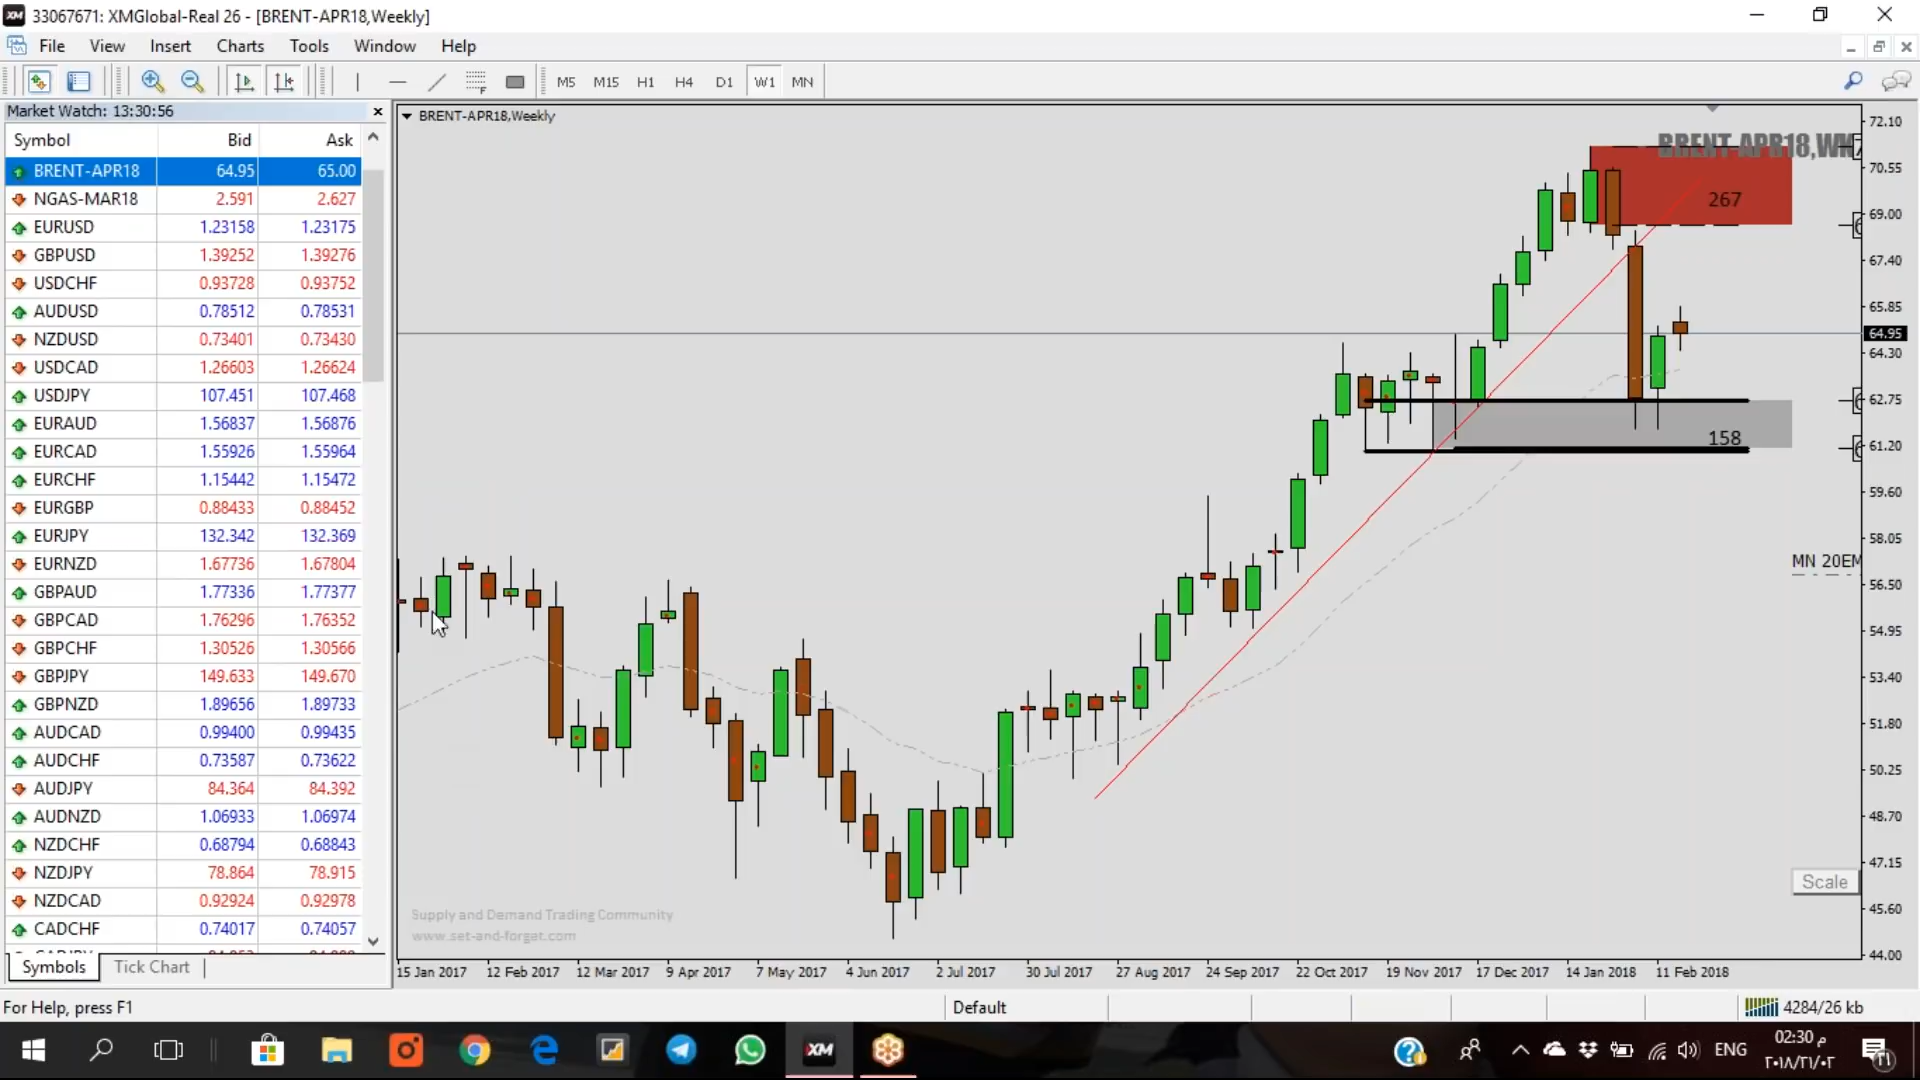 33067671: XMGlobal-Real 26 - [BRENT-APR18,Weekly]
File View Insert Charts Tools Window Help
M5 M15 H1 H4 D1 W1 MN
Market Watch: 13:30:56
Symbol Bid Ask
BRENT-APR18 64.95 65.00
NGAS-MAR18 2.591 2.627
EURUSD 1.23158 1.23175
GBPUSD 1.39252 1.39276
USDCHF 0.93728 0.93752
AUDUSD 0.78512 0.78531
NZDUSD 0.73401 0.73430
USDCAD 1.26603 1.26624
USDJPY 107.451 107.468
EURAUD 1.56837 1.56876
EURCAD 1.55926 1.55964
EURCHF 1.15442 1.15472
EURGBP 0.88433 0.88452
EURJPY 132.342 132.369
EURNZD 1.67736 1.67804
GBPAUD 1.77336 1.77377
GBPCAD 1.76296 1.76352
GBPCHF 1.30526 1.30566
GBPJPY 149.633 149.670
GBPNZD 1.89656 1.89733
AUDCAD 0.99400 0.99435
AUDCHF 0.73587 0.73622
AUDJPY 84.364 84.392
AUDNZD 1.06933 1.06974
NZDCHF 0.68794 0.68843
NZDJPY 78.864 78.915
NZDCAD 0.92924 0.92978
CADCHF 0.74017 0.74057
Symbols Tick Chart
BRENT-APR18,Weekly
BRENT-APR18,WK
267
158
MN 20EM
Scale
72.10
70.55
69.00
67.40
65.85
64.95
64.30
62.75
61.20
59.60
58.05
56.50
54.95
53.40
51.80
50.25
48.70
47.15
45.60
44.00
Supply and Demand Trading Community
www.set-and-forget.com
15 Jan 2017 12 Feb 2017 12 Mar 2017 9 Apr 2017 7 May 2017 4 Jun 2017 2 Jul 2017 30 Jul 2017 27 Aug 2017 24 Sep 2017 22 Oct 2017 19 Nov 2017 17 Dec 2017 14 Jan 2018 11 Feb 2018
For Help, press F1 Default 4284/26 kb
XM
ENG
02:30 م